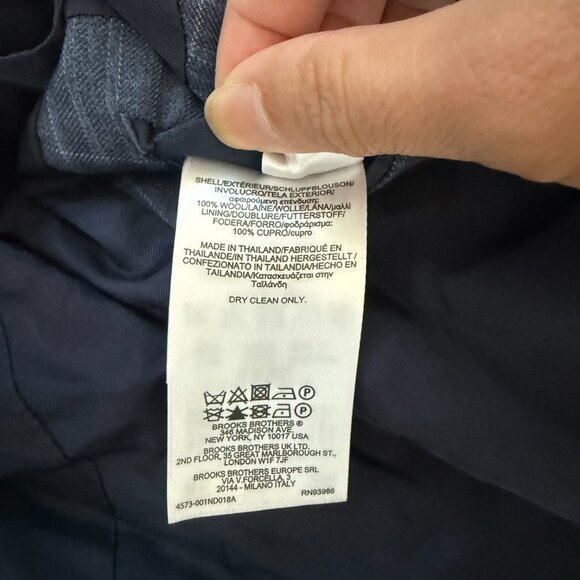 SHELL/EXTÉRIEUR/SCHLUPFBLOUSON/
INVOLUCRO/TELA EXTERIOR/
αφαιρούμενη επένδυση:
100% WOOL/LAINE/WOLLE/LANA/μαλλί
LINING/DOUBLURE/FUTTERSTOFF/
FODERA/FORRO/φοδράρισμα:
100% CUPRO/cupro
MADE IN THAILAND/FABRIQUÉ EN
THAILANDE/IN THAILAND HERGESTELLT/
CONFEZIONATO IN TAILANDIA/HECHO EN
TAILANDIA/Κατασκευάζεται στην
Ταϊλάνδη
DRY CLEAN ONLY.
BROOKS BROTHERS ®
346 MADISON AVE.
NEW YORK, NY 10017 USA
BROOKS BROTHERS UK LTD.
2ND FLOOR, 35 GREAT MARLBOROUGH ST.,
LONDON W1F 7JF
BROOKS BROTHERS EUROPE SRL
VIA V.FORCELLA, 3
20144 - MILANO ITALY
4573-001ND018A RN93986